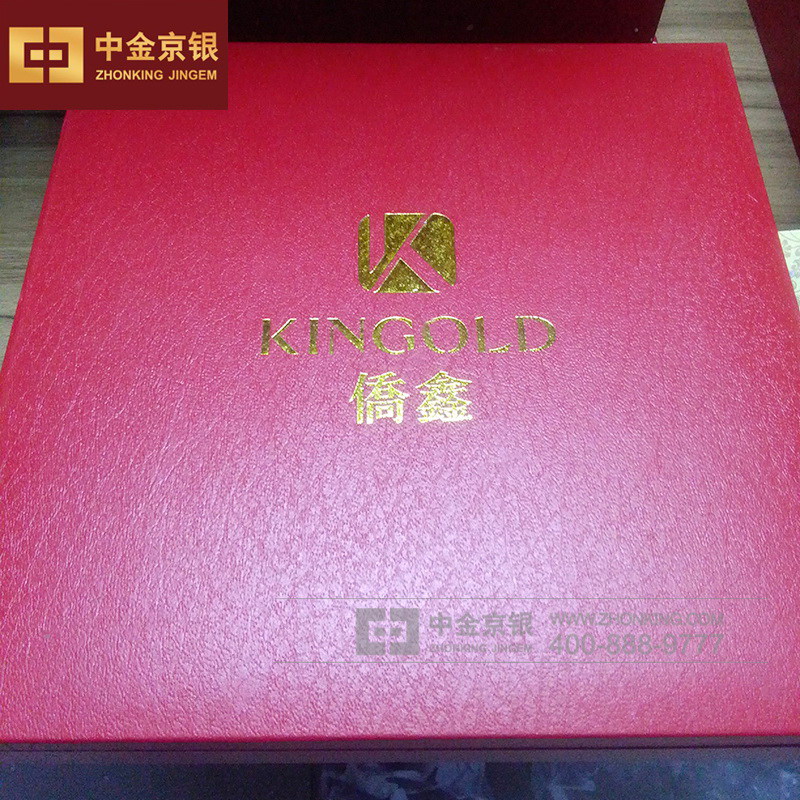 中金京银
ZHONKING JINGEM
KINGOLD
僑鑫
中金京银
ZHONKING JINGEM
WWW.ZHONKING.COM
400-888-9777